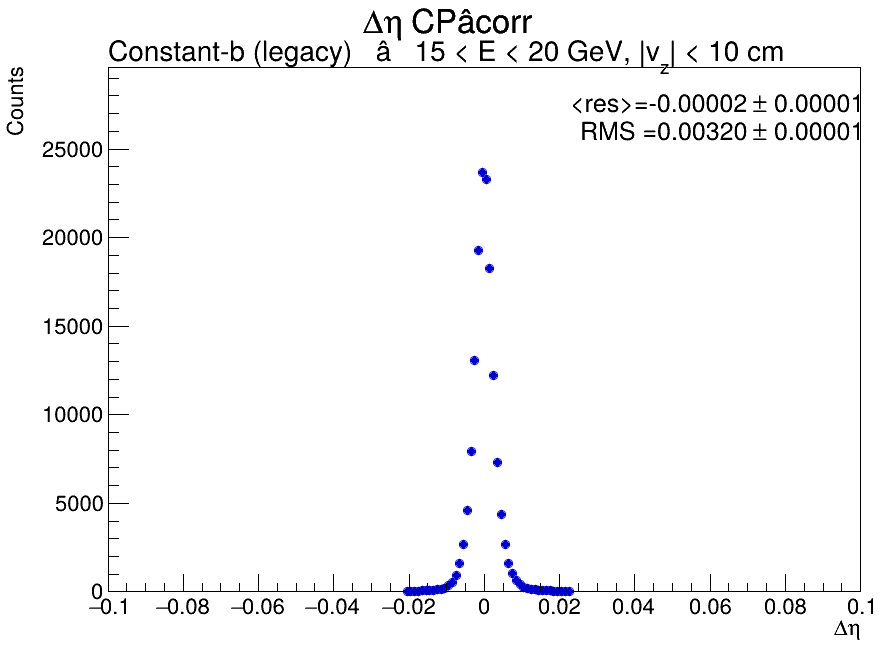 Δη CPâcorr
Constant-b (legacy) â 15 < E < 20 GeV, |v_z| < 10 cm
Counts
<res>=-0.00002 ± 0.00001
RMS =0.00320 ± 0.00001
25000
20000
15000
10000
5000
0
−0.1 −0.08 −0.06 −0.04 −0.02 0 0.02 0.04 0.06 0.08 0.1
Δη